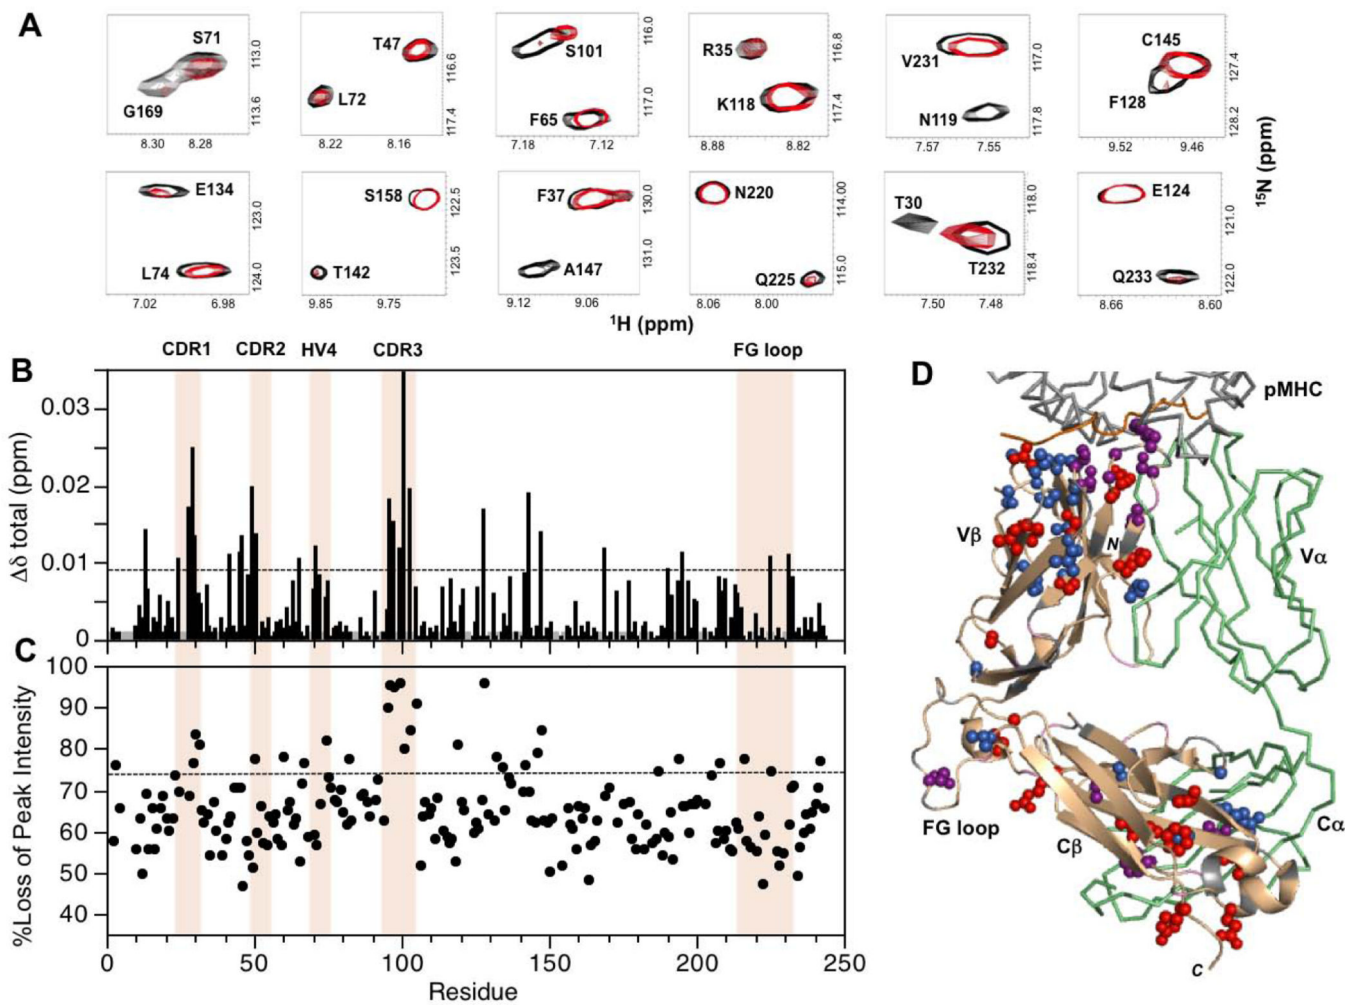 A
S71
G169
113.0
113.6
8.30 8.28
T47
L72
116.6
117.4
8.22 8.16
S101
F65
116.0
117.0
7.18 7.12
R35
K118
116.8
117.4
8.88 8.82
V231
N119
117.0
117.8
7.57 7.55
C145
F128
127.4
128.2
9.52 9.46
E134
L74
123.0
124.0
7.02 6.98
S158
T142
122.5
123.5
9.85 9.75
F37
A147
130.0
131.0
9.12 9.06
N220
Q225
114.00
115.0
8.06 8.00
T30
T232
118.0
118.4
7.50 7.48
E124
Q233
121.0
122.0
8.66 8.60
15N (ppm)
1H (ppm)
CDR1 CDR2 HV4 CDR3 FG loop
B
Δδ total (ppm)
0.03
0.02
0.01
0
C
%Loss of Peak Intensity
100
90
80
70
60
50
40
0 50 100 150 200 250
Residue
D
pMHC
Vβ
N
Vα
FG loop
Cβ
Cα
C